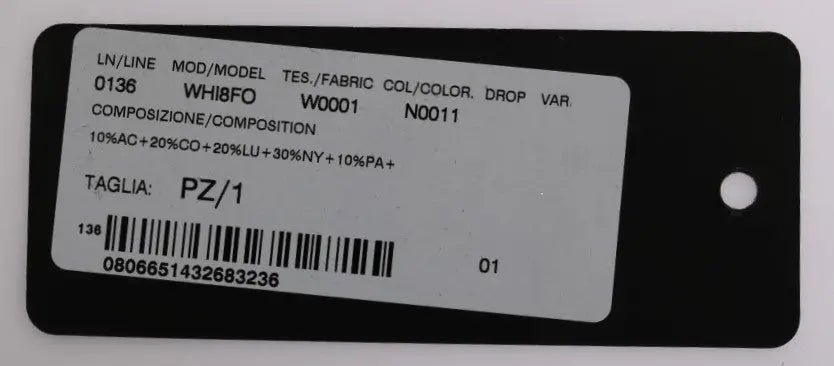 LN/LINE MOD/MODEL TES./FABRIC COL/COLOR. DROP VAR.
0136 WHI8FO W0001 N0011
COMPOSIZIONE/COMPOSITION
10%AC+20%CO+20%LU+30%NY+10%PA+
TAGLIA: PZ/1
136
0806651432683236
01